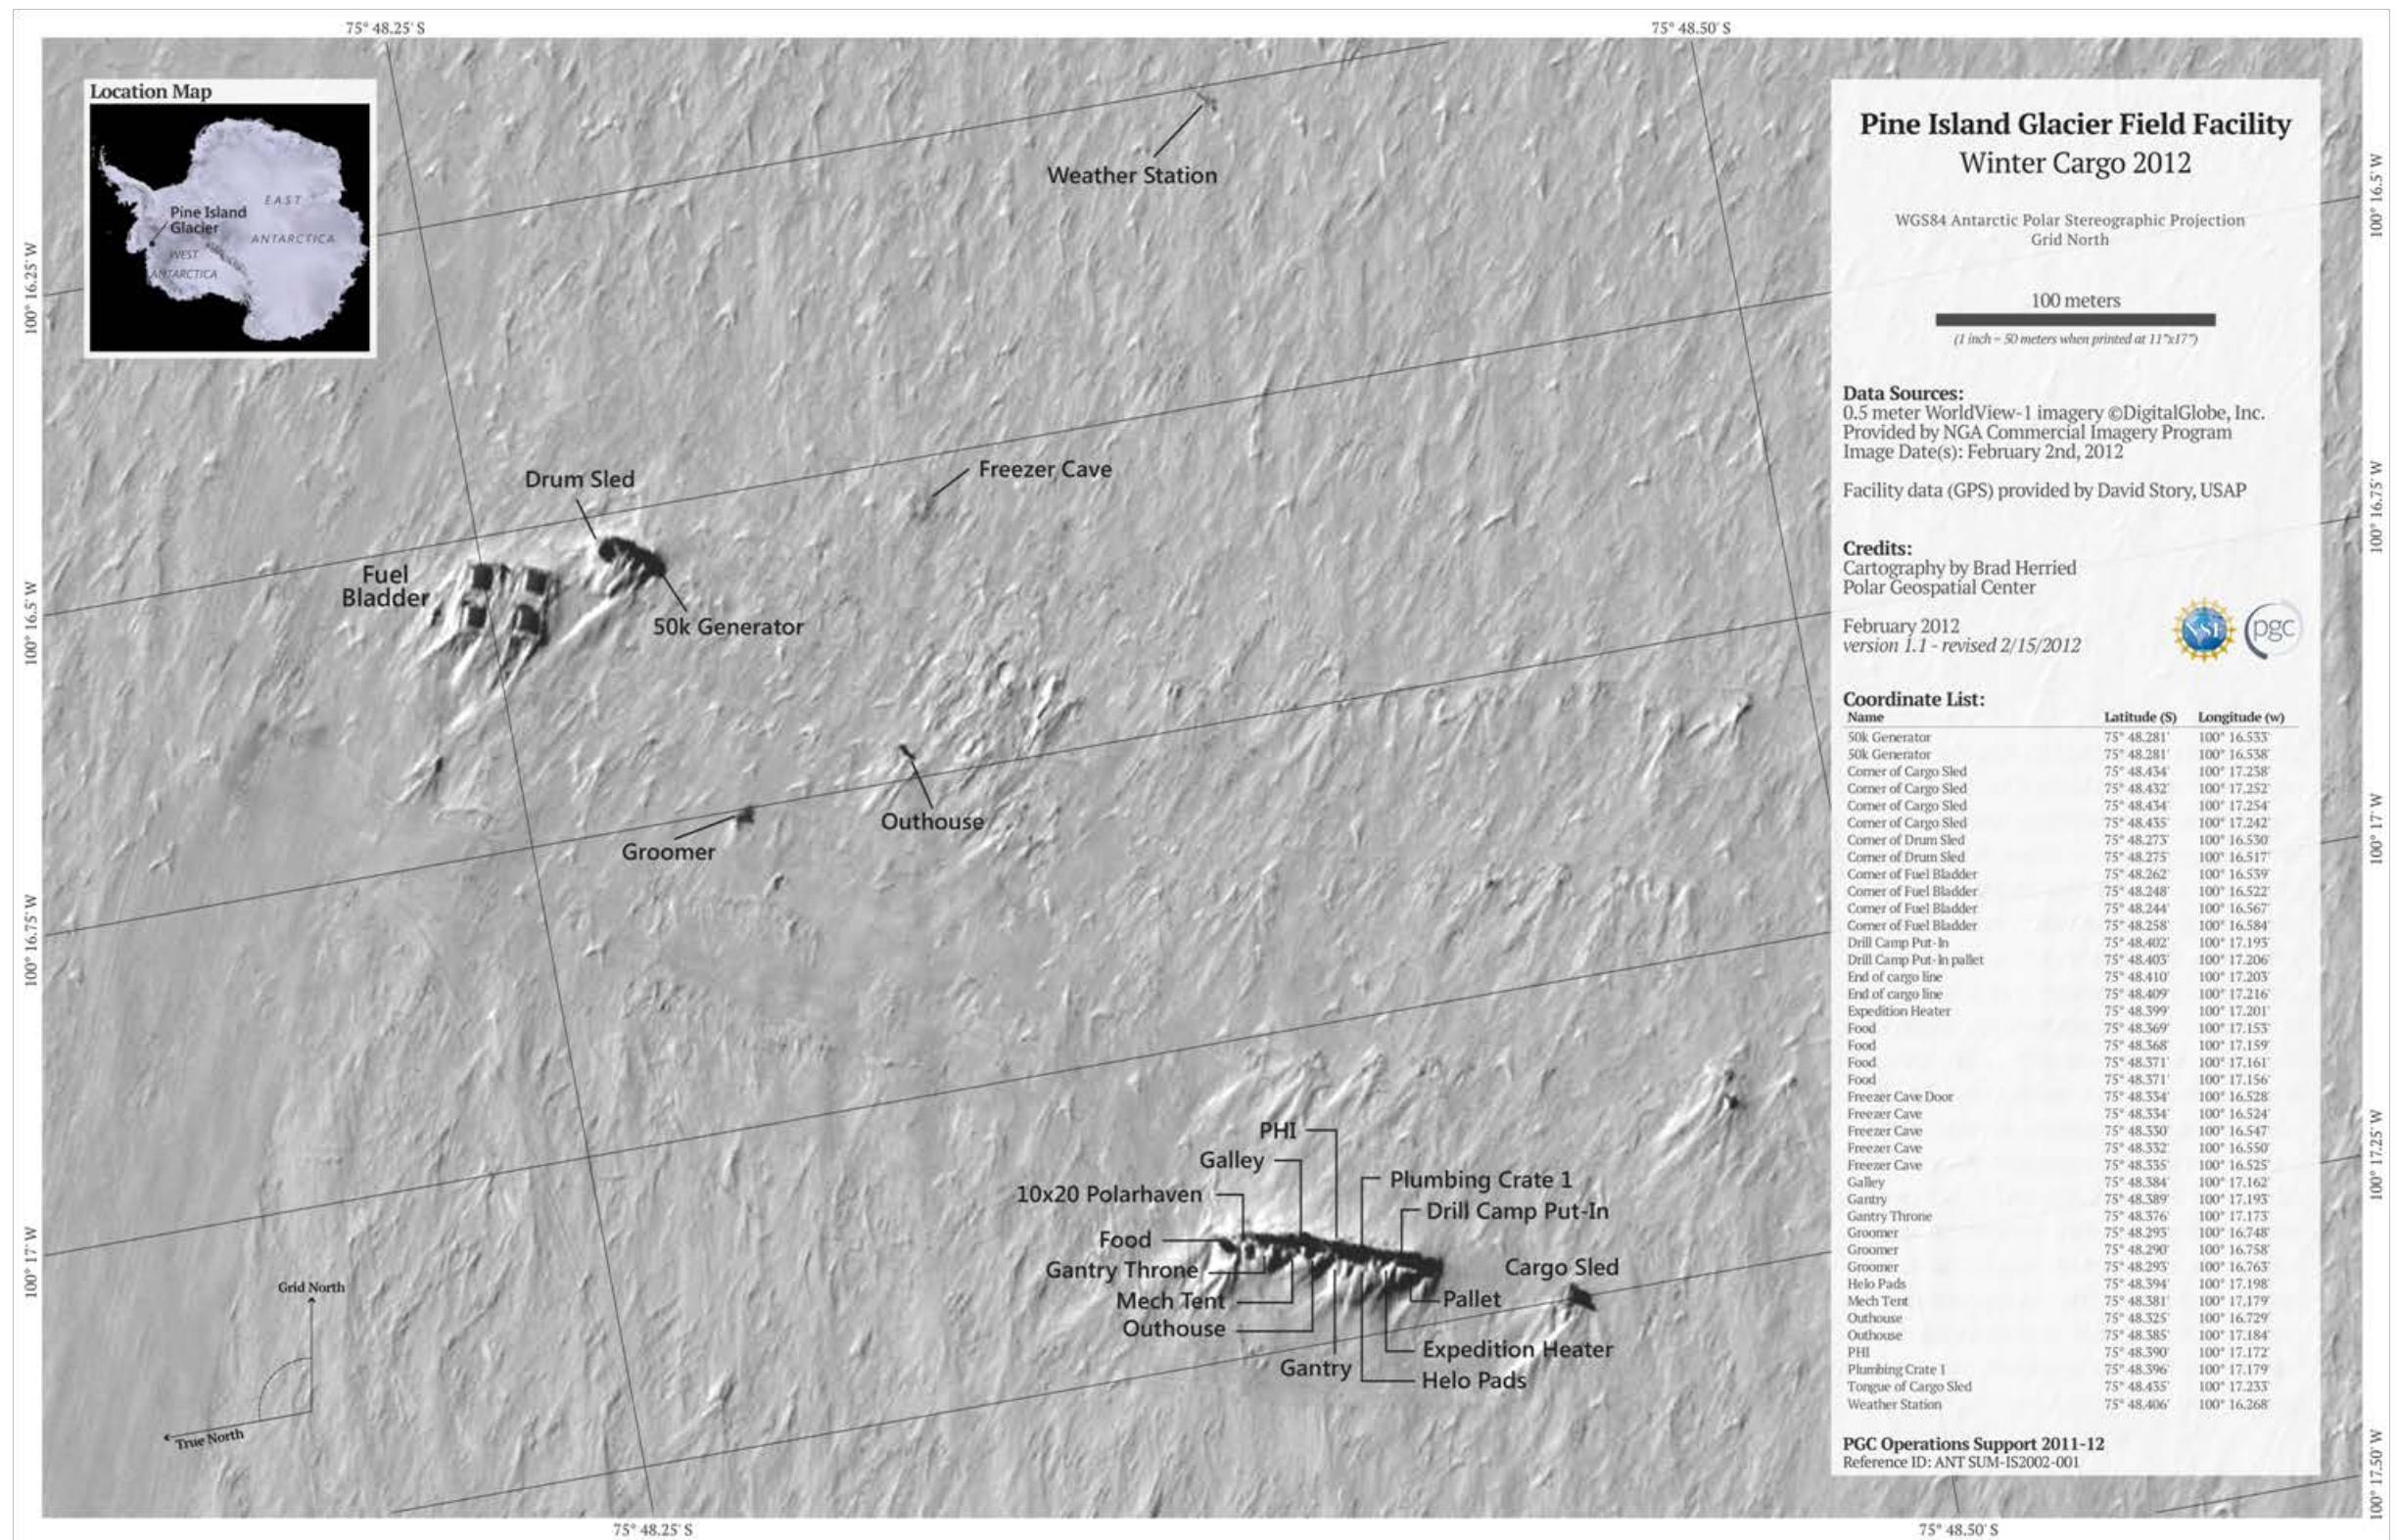 75° 48.25' S
75° 48.50' S
Location Map
Pine Island
Glacier
EAST
ANTARCTICA
WEST
ANTARCTICA
100° 16.25' W
100° 16.5' W
100° 16.75' W
100° 17' W
Weather Station
Freezer Cave
Drum Sled
Fuel
Bladder
50k Generator
Outhouse
Groomer
PHI
Galley
10x20 Polarhaven
Plumbing Crate 1
Drill Camp Put-In
Food
Gantry Throne
Cargo Sled
Mech Tent
Pallet
Outhouse
Expedition Heater
Gantry
Helo Pads
Grid North
True North
75° 48.25' S
75° 48.50' S
100° 16.5' W
100° 16.75' W
100° 17' W
100° 17.25' W
100° 17.50' W
Pine Island Glacier Field Facility
Winter Cargo 2012
WGS84 Antarctic Polar Stereographic Projection
Grid North
100 meters
(1 inch = 50 meters when printed at 11"x17")
Data Sources:
0.5 meter WorldView-1 imagery ©DigitalGlobe, Inc.
Provided by NGA Commercial Imagery Program
Image Date(s): February 2nd, 2012
Facility data (GPS) provided by David Story, USAP
Credits:
Cartography by Brad Herried
Polar Geospatial Center
February 2012
version 1.1 - revised 2/15/2012
NSF
pgc
Coordinate List:
Name Latitude (S) Longitude (w)
50k Generator 75° 48.281' 100° 16.533'
50k Generator 75° 48.281' 100° 16.538'
Corner of Cargo Sled 75° 48.434' 100° 17.238'
Corner of Cargo Sled 75° 48.432' 100° 17.252'
Corner of Cargo Sled 75° 48.434' 100° 17.254'
Corner of Cargo Sled 75° 48.435' 100° 17.242'
Corner of Drum Sled 75° 48.273' 100° 16.530'
Corner of Drum Sled 75° 48.275' 100° 16.517'
Corner of Fuel Bladder 75° 48.262' 100° 16.539'
Corner of Fuel Bladder 75° 48.248' 100° 16.522'
Corner of Fuel Bladder 75° 48.244' 100° 16.567'
Corner of Fuel Bladder 75° 48.258' 100° 16.584'
Drill Camp Put-In 75° 48.402' 100° 17.193'
Drill Camp Put-In pallet 75° 48.403' 100° 17.206'
End of cargo line 75° 48.410' 100° 17.203'
End of cargo line 75° 48.409' 100° 17.216'
Expedition Heater 75° 48.399' 100° 17.201'
Food 75° 48.369' 100° 17.153'
Food 75° 48.368' 100° 17.159'
Food 75° 48.371' 100° 17.161'
Food 75° 48.371' 100° 17.156'
Freezer Cave Door 75° 48.334' 100° 16.528'
Freezer Cave 75° 48.334' 100° 16.524'
Freezer Cave 75° 48.330' 100° 16.547'
Freezer Cave 75° 48.332' 100° 16.550'
Freezer Cave 75° 48.335' 100° 16.525'
Galley 75° 48.384' 100° 17.162'
Gantry 75° 48.389' 100° 17.193'
Gantry Throne 75° 48.376' 100° 17.173'
Groomer 75° 48.293' 100° 16.748'
Groomer 75° 48.290' 100° 16.758'
Groomer 75° 48.293' 100° 16.763'
Helo Pads 75° 48.394' 100° 17.198'
Mech Tent 75° 48.381' 100° 17.179'
Outhouse 75° 48.325' 100° 16.729'
Outhouse 75° 48.385' 100° 17.184'
PHI 75° 48.390' 100° 17.172'
Plumbing Crate 1 75° 48.396' 100° 17.179'
Tongue of Cargo Sled 75° 48.435' 100° 17.233'
Weather Station 75° 48.406' 100° 16.268'
PGC Operations Support 2011-12
Reference ID: ANT SUM-IS2002-001